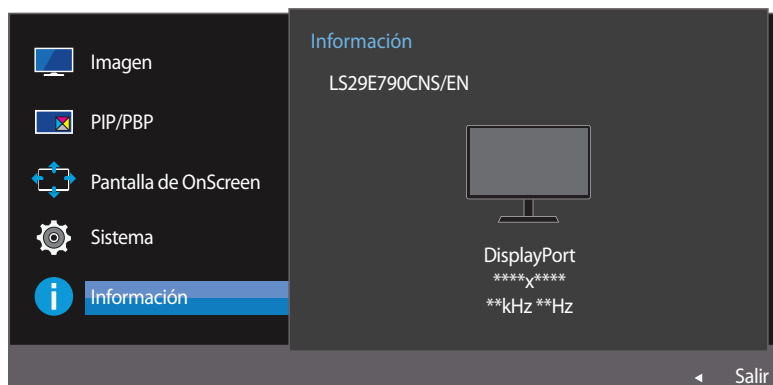 Imagen
PIP/PBP
Pantalla de OnScreen
Sistema
Información
Información
LS29E790CNS/EN
DisplayPort
****x****
**kHz **Hz
Salir